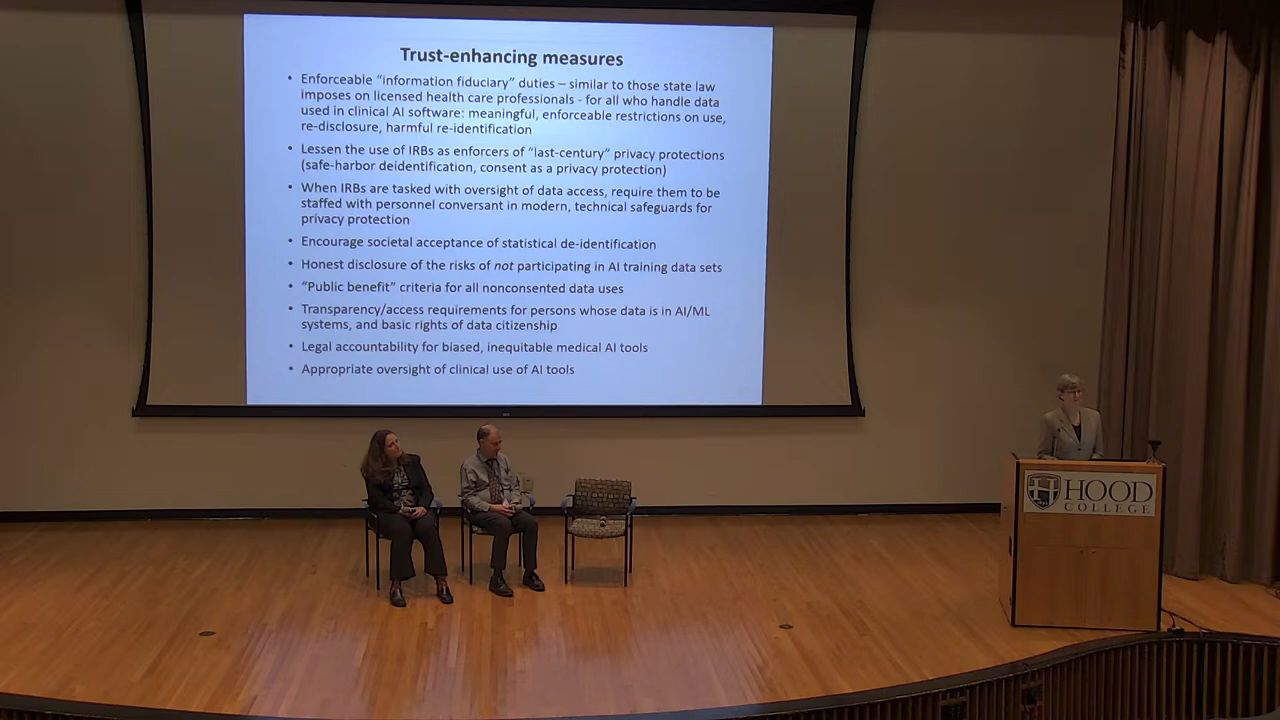 Trust-enhancing measures
• Enforceable “information fiduciary” duties – similar to those state law
imposes on licensed health care professionals - for all who handle data
used in clinical AI software: meaningful, enforceable restrictions on use,
re-disclosure, harmful re-identification
• Lessen the use of IRBs as enforcers of “last-century” privacy protections
(safe-harbor deidentification, consent as a privacy protection)
• When IRBs are tasked with oversight of data access, require them to be
staffed with personnel conversant in modern, technical safeguards for
privacy protection
• Encourage societal acceptance of statistical de-identification
• Honest disclosure of the risks of not participating in AI training data sets
• “Public benefit” criteria for all nonconsented data uses
• Transparency/access requirements for persons whose data is in AI/ML
systems, and basic rights of data citizenship
• Legal accountability for biased, inequitable medical AI tools
• Appropriate oversight of clinical use of AI tools
HOOD
COLLEGE